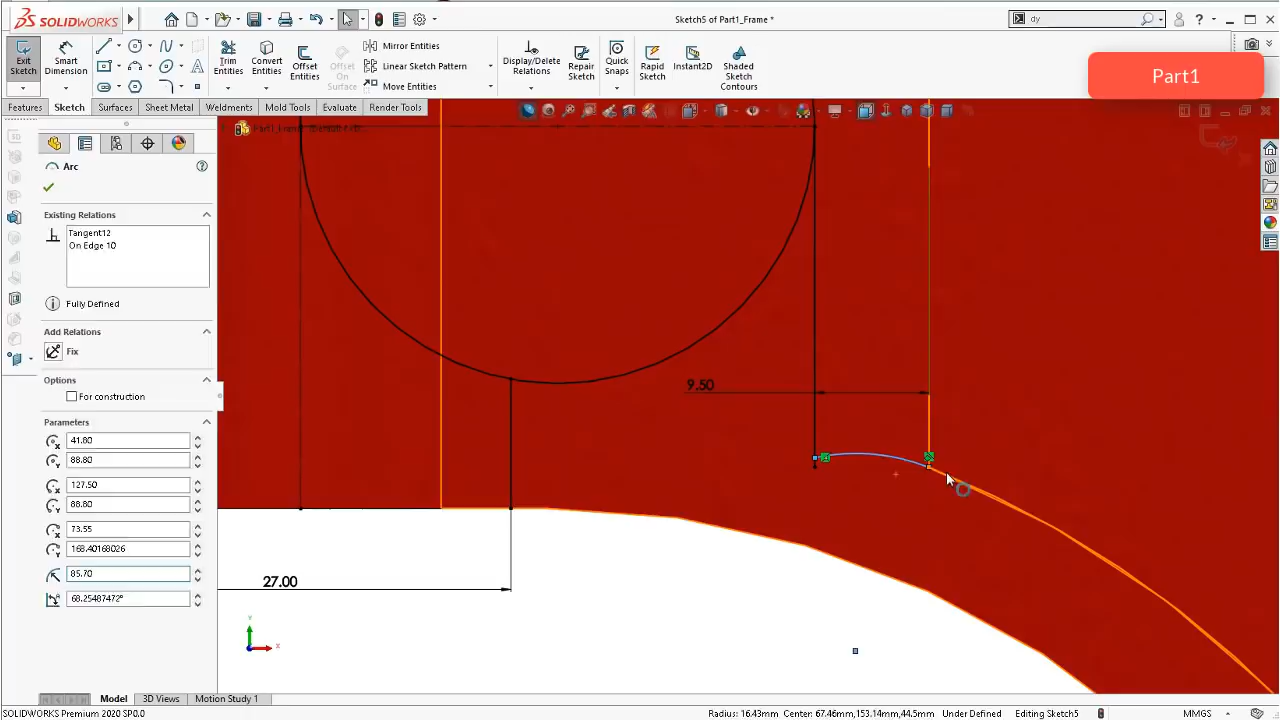 SOLIDWORKS
Sketch5 of Part1_Frame *
dy
Exit Sketch
Smart Dimension
Trim Entities
Convert Entities
Offset Entities
Offset On Surface
Mirror Entities
Linear Sketch Pattern
Move Entities
Display/Delete Relations
Repair Sketch
Quick Snaps
Rapid Sketch
Instant2D
Shaded Sketch Contours
Part1
Features
Sketch
Surfaces
Sheet Metal
Weldments
Mold Tools
Evaluate
Render Tools
Arc
Existing Relations
Tangent12
On Edge 10
Fully Defined
Add Relations
Fix
Options
For construction
Parameters
41.80
88.80
127.50
88.80
73.55
168.40168026
85.70
68.25487472°
9.50
27.00
Y
X
Model
3D Views
Motion Study 1
SOLIDWORKS Premium 2020 SP0.0
Radius: 16.43mm Center: 67.46mm,153.14mm,44.5mm Under Defined Editing Sketch5 MMGS